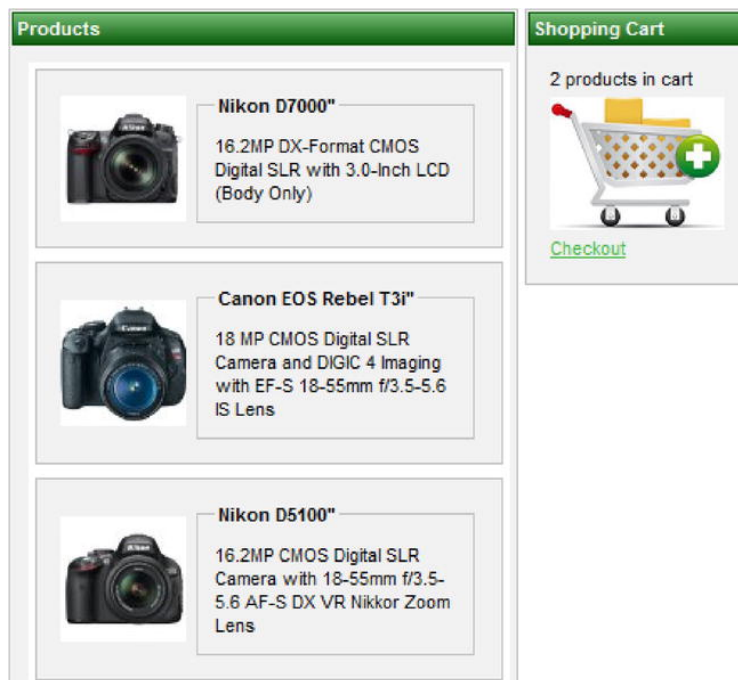 Products
Nikon D7000"
16.2MP DX-Format CMOS
Digital SLR with 3.0-Inch LCD
(Body Only)
Canon EOS Rebel T3i"
18 MP CMOS Digital SLR
Camera and DIGIC 4 Imaging
with EF-S 18-55mm f/3.5-5.6
IS Lens
Nikon D5100"
16.2MP CMOS Digital SLR
Camera with 18-55mm f/3.5-
5.6 AF-S DX VR Nikkor Zoom
Lens
Shopping Cart
2 products in cart
Checkout